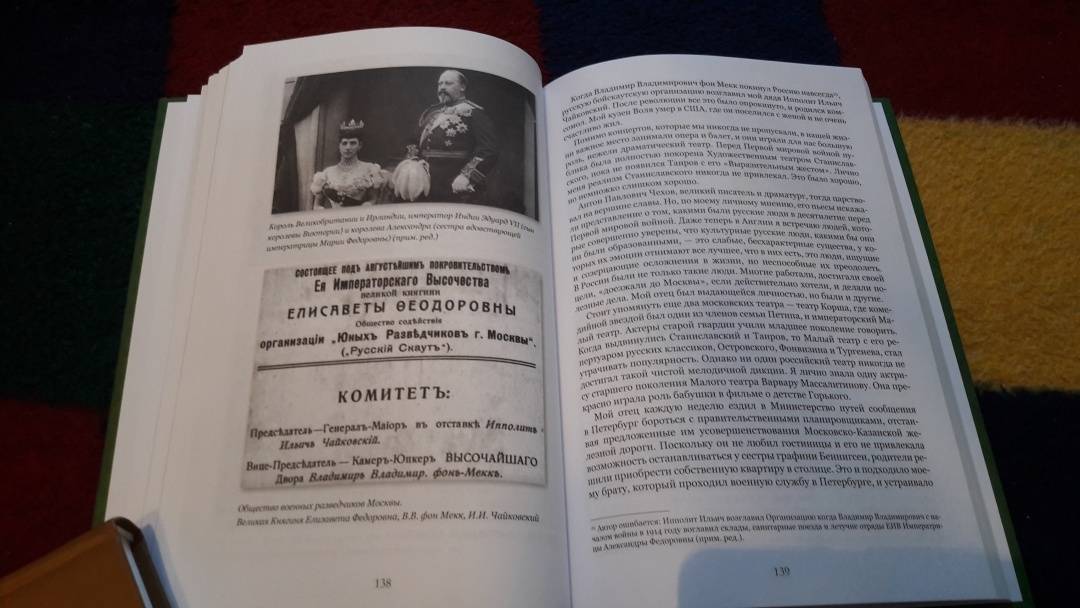 Король Великобритании и Ирландии, император Индии Эдуард VII (сын
королевы Виктории) и королева Александра (сестра вдовствующей
императрицы Марии Федоровны) (прим. ред.)
СОСТОЯЩЕЕ ПОДЪ АВГУСТѢЙШИМЪ ПОКРОВИТЕЛЬСТВОМЪ
Ея Императорскаго Высочества
ВЕЛИКОЙ КНЯГИНИ
ЕЛИСАВЕТЫ ѲЕОДОРОВНЫ
Общество содѣйствія
организаціи „Юныхъ Развѣдчиковъ г. Москвы".
(„Русскій Скаутъ").
КОМИТЕТЪ:
Предсѣдатель—Генералъ-Маіоръ въ отставкѣ Ипполитъ
Ильичъ Чайковскій.
Вице-Предсѣдатель — Камеръ-Юнкеръ ВЫСОЧАЙШАГО
Двора Владимиръ Владимир. фонъ-Меккъ.
Общество военных разведчиков Москвы.
Великая Княгиня Елизавета Федоровна, В.В. фон Мекк, И.И. Чайковский
138
Когда Владимир Владимирович фон Мекк покинул Россию навсегда,
русскую бойскаутскую организацию возглавил мой дядя Ипполит Ильич
Чайковский. После революции все это было опрокинуто, и родился ком-
сомол. Мой кузен Воля умер в США, где он поселился с женой и не очень
счастливо жил.
Помимо концертов, которые мы никогда не пропускали, в нашей жиз-
ни важное место занимали опера и балет, и они играли для нас большую
роль, нежели драматический театр. Перед Первой мировой войной пу-
блика была полностью покорена Художественным театром Станислав-
ского, пока не появился Таиров с его «Выразительным жестом». Лично
меня реализм Станиславского никогда не привлекал. Это было хорошо,
но немножко слишком хорошо.
Антон Павлович Чехов, великий писатель и драматург, тогда царство-
вал на вершине славы. Но, по моему личному мнению, его пьесы искажа-
ли представление о том, какими были русские люди в десятилетие перед
Первой мировой войной. Даже теперь в Англии я встречаю людей, кото-
рые совершенно уверены, что культурные русские люди, какими бы они
ни были образованными, — это слабые, бесхарактерные существа, у ко-
торых их эмоции отнимают все лучшее, что в них есть, это люди, ищущие
и созерцающие осложнения в жизни, но неспособные их преодолеть.
В России были не только такие люди. Многие работали, достигали своей
цели, «доезжали до Москвы», если действительно хотели, и делали по-
лезные дела. Мой отец был выдающейся личностью, но были и другие.
Стоит упомянуть еще два московских театра — театр Корша, где коме-
дийной звездой был один из членов семьи Петипа, и императорский Ма-
лый театр. Актеры старой гвардии учили младшее поколение говорить.
Когда выдвинулись Станиславский и Таиров, то Малый театр с его ре-
пертуаром русских классиков, Островского, Фонвизина и Тургенева, стал
утрачивать популярность. Однако ни один российский театр никогда не
достигал такой чистой мелодичной дикции. Я лично знала одну актри-
су старшего поколения Малого театра Варвару Массалитинову. Она пре-
красно играла роль бабушки в фильме о детстве Горького.
Мой отец каждую неделю ездил в Министерство путей сообщения
в Петербург бороться с правительственными планировщиками, отстаи-
вая предложенные им усовершенствования Московско-Казанской же-
лезной дороги. Поскольку он не любил гостиницы и его не привлекала
возможность останавливаться у сестры графини Беннигсен, родители ре-
шили приобрести собственную квартиру в столице. Это и подходило мое-
му брату, который проходил военную службу в Петербурге, и устраивало
Автор ошибается: Ипполит Ильич возглавил Организацию когда Владимир Владимирович с на-
чалом войны в 1914 году возглавил склады, санитарные поезда и летучие отряды ЕИВ Императри-
цы Александры Федоровны (прим. ред.).
139